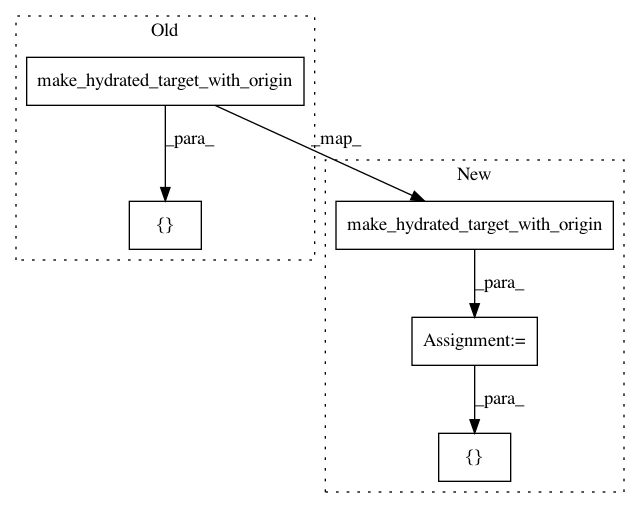 Old
make_hydrated_target_with_origin
_para_
_map_
{}
New
make_hydrated_target_with_origin
_para_
Assignment:=
_para_
{}